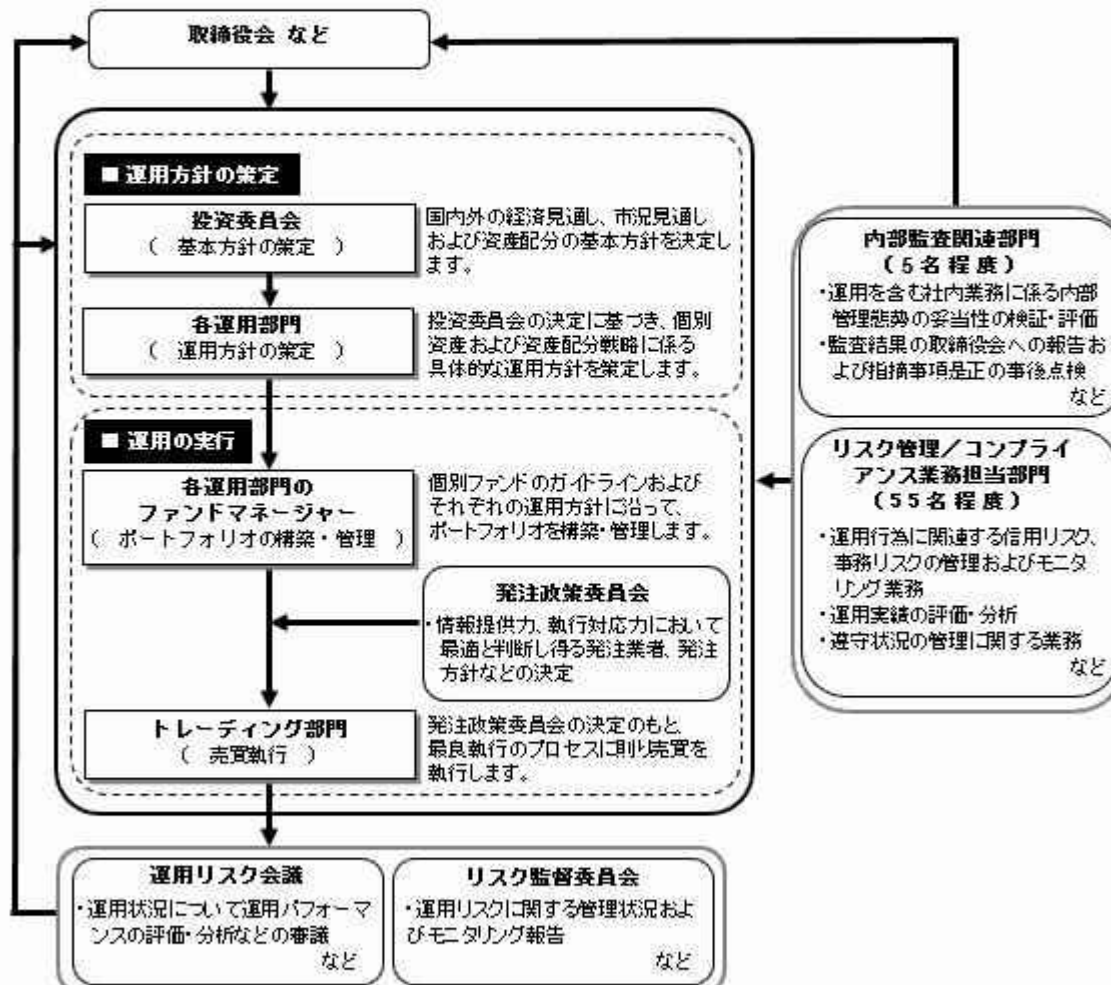 取締役会 など
■ 運用方針の策定
投資委員会
( 基本方針の策定 )
国内外の経済見通し、市況見通し
および資産配分の基本方針を決定し
ます。
各運用部門
( 運用方針の策定 )
投資委員会の決定に基づき、個別
資産および資産配分戦略に係る
具体的な運用方針を策定します。
■ 運用の実行
各運用部門の
ファンドマネージャー
( ポートフォリオの構築・管理 )
個別ファンドのガイドラインおよび
それぞれの運用方針に沿って、
ポートフォリオを構築・管理します。
発注政策委員会
・情報提供力、執行対応力において
最適と判断し得る発注業者、発注
方針などの決定
トレーディング部門
( 売買執行 )
発注政策委員会の決定のもと、
最良執行のプロセスに則り売買を
執行します。
運用リスク会議
・運用状況について運用パフォーマ
ンスの評価・分析などの審議
など
リスク監督委員会
・運用リスクに関する管理状況およ
びモニタリング報告
など
内部監査関連部門
(5名程度)
・運用を含む社内業務に係る内部
管理態勢の妥当性の検証・評価
・監査結果の取締役会への報告お
よび指摘事項是正の事後点検
など
リスク管理/コンプライ
アンス業務担当部門
(55名程度)
・運用行為に関連する信用リスク、
事務リスクの管理およびモニタ
リング業務
・運用実績の評価・分析
・遵守状況の管理に関する業務
など